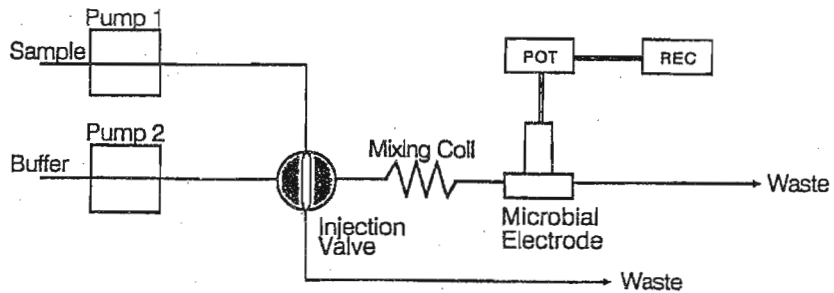 Pump 1
Sample
POT
REC
Pump 2
Buffer
Mixing Coil
Waste
Injection
Valve
Microbial
Electrode
Waste